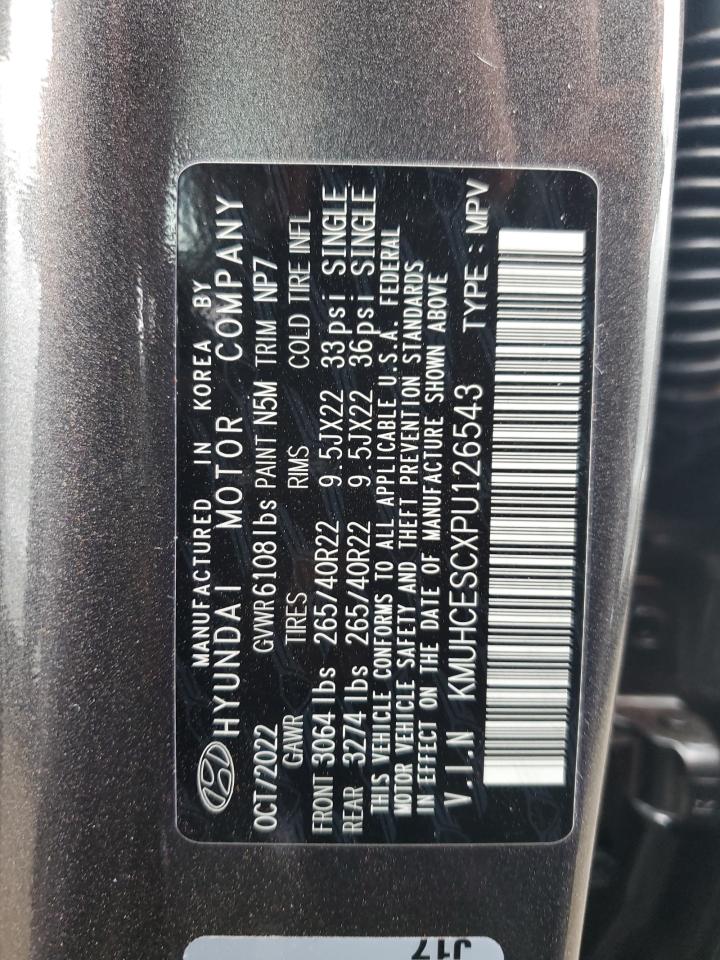 MANUFACTURED IN KOREA BY
HYUNDAI MOTOR COMPANY
OCT/2022 GVWR 6108 lbs PAINT N5M TRIM NP7
GAWR TIRES RIMS COLD TIRE INFL
FRONT 3064 lbs 265/40R22 9.5JX22 33psi SINGLE
REAR 3274 lbs 265/40R22 9.5JX22 36psi SINGLE
THIS VEHICLE CONFORMS TO ALL APPLICABLE U.S.A. FEDERAL
MOTOR VEHICLE SAFETY AND THEFT PREVENTION STANDARDS
IN EFFECT ON THE DATE OF MANUFACTURE SHOWN ABOVE
V.I.N KMUHCESCXPU126543 TYPE : MPV
J17